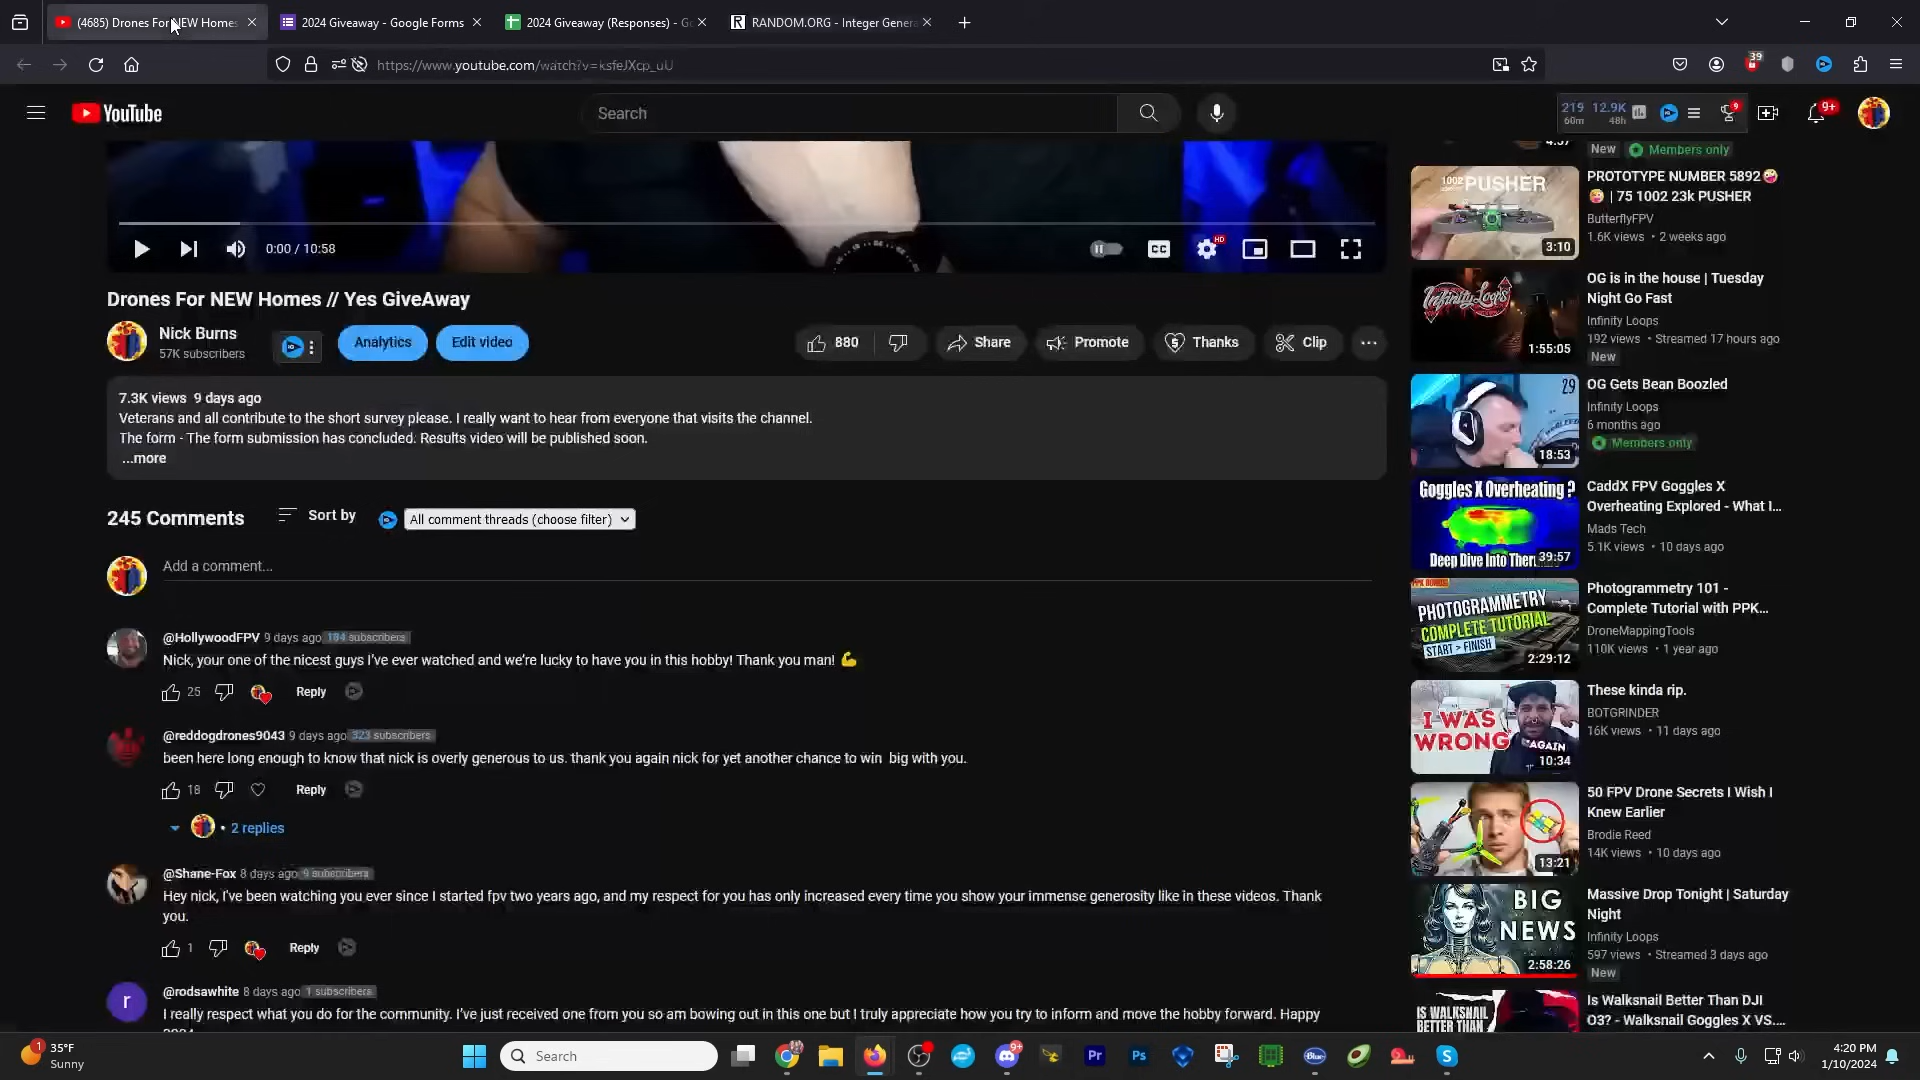 (4685) Drones For NEW Homes
2024 Giveaway - Google Forms
2024 Giveaway (Responses) - G
RANDOM.ORG - Integer Genera
https://www.youtube.com/watch?v=ksfeJXcp_uU
39
YouTube
Search
219 12.9K
60m 48h
9
9+
0:00 / 10:58
CC
HD
Drones For NEW Homes // Yes GiveAway
Nick Burns
57K subscribers
Analytics
Edit video
880
Share
Promote
Thanks
Clip
7.3K views 9 days ago
Veterans and all contribute to the short survey please. I really want to hear from everyone that visits the channel.
The form - The form submission has concluded. Results video will be published soon.
...more
245 Comments
Sort by
All comment threads (choose filter)
Add a comment...
@HollywoodFPV 9 days ago 184 subscribers
Nick, your one of the nicest guys I've ever watched and we're lucky to have you in this hobby! Thank you man! 💪
25
Reply
@reddogdrones9043 9 days ago 323 subscribers
been here long enough to know that nick is overly generous to us. thank you again nick for yet another chance to win big with you.
18
Reply
2 replies
@Shane-Fox 8 days ago 9 subscribers
Hey nick, I've been watching you ever since I started fpv two years ago, and my respect for you has only increased every time you show your immense generosity like in these videos. Thank
you.
1
Reply
r
@rodsawhite 8 days ago 1 subscribers
I really respect what you do for the community. I've just received one from you so am bowing out in this one but I truly appreciate how you try to inform and move the hobby forward. Happy
4:37
New
Members only
1002 PUSHER
3:10
PROTOTYPE NUMBER 5892🤪
🤪 | 75 1002 23k PUSHER
ButterflyFPV
1.6K views • 2 weeks ago
Infinity Loops
1:55:05
OG is in the house | Tuesday
Night Go Fast
Infinity Loops
192 views • Streamed 17 hours ago
New
29
18:53
OG Gets Bean Boozled
Infinity Loops
6 months ago
Members only
Goggles X Overheating ?
Deep Dive Into Ther
39:57
CaddX FPV Goggles X
Overheating Explored - What I...
Mads Tech
5.1K views • 10 days ago
PHOTOGRAMMETRY
COMPLETE TUTORIAL
START > FINISH
2:29:12
Photogrammetry 101 -
Complete Tutorial with PPK...
DroneMappingTools
110K views • 1 year ago
I WAS
WRONG
AGAIN
10:34
These kinda rip.
BOTGRINDER
16K views • 11 days ago
13:21
50 FPV Drone Secrets I Wish I
Knew Earlier
Brodie Reed
14K views • 10 days ago
BIG
NEWS
2:58:26
Massive Drop Tonight | Saturday
Night
Infinity Loops
597 views • Streamed 3 days ago
New
IS WALKSNAIL
BETTER THAN
Is Walksnail Better Than DJI
O3? - Walksnail Goggles X VS....
1
35°F
Sunny
Search
9+
Pr
Ps
Blue
S
4:20 PM
1/10/2024